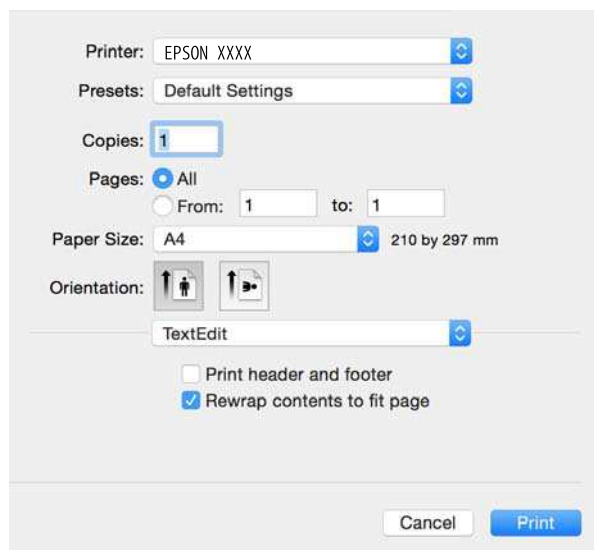 Printer: EPSON XXXX
Presets: Default Settings
Copies: 1
Pages: All
From: 1 to: 1
Paper Size: A4 210 by 297 mm
Orientation:
TextEdit
Print header and footer
Rewrap contents to fit page
Cancel Print